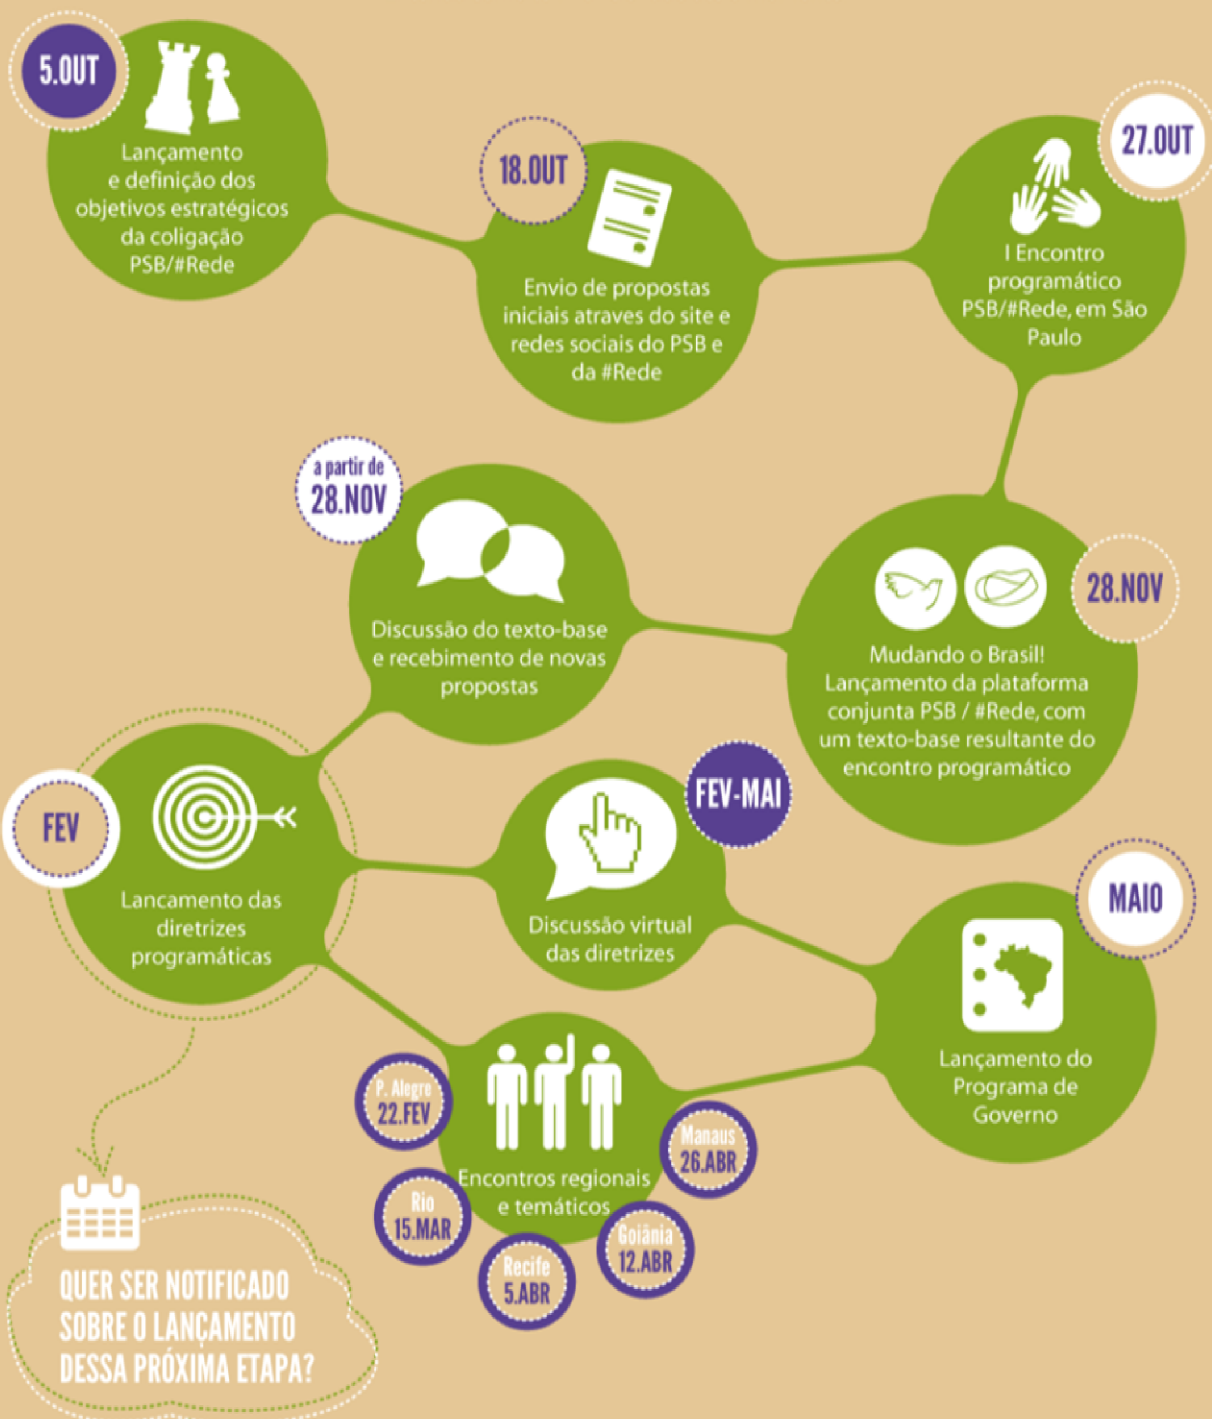 5.OUT
Lançamento
e definição dos
objetivos estratégicos
da coligação
PSB/#Rede
18.OUT
Envio de propostas
iniciais atraves do site e
redes sociais do PSB e
da #Rede
27.OUT
I Encontro
programático
PSB/#Rede, em São
Paulo
28.NOV
Mudando o Brasil!
Lançamento da plataforma
conjunta PSB / #Rede, com
um texto-base resultante do
encontro programático
a partir de
28.NOV
Discussão do texto-base
e recebimento de novas
propostas
FEV
Lancamento das
diretrizes
programáticas
FEV-MAI
Discussão virtual
das diretrizes
Encontros regionais
e temáticos
P. Alegre
22.FEV
Rio
15.MAR
Recife
5.ABR
Goiânia
12.ABR
Manaus
26.ABR
MAIO
Lançamento do
Programa de
Governo
QUER SER NOTIFICADO
SOBRE O LANÇAMENTO
DESSA PRÓXIMA ETAPA?